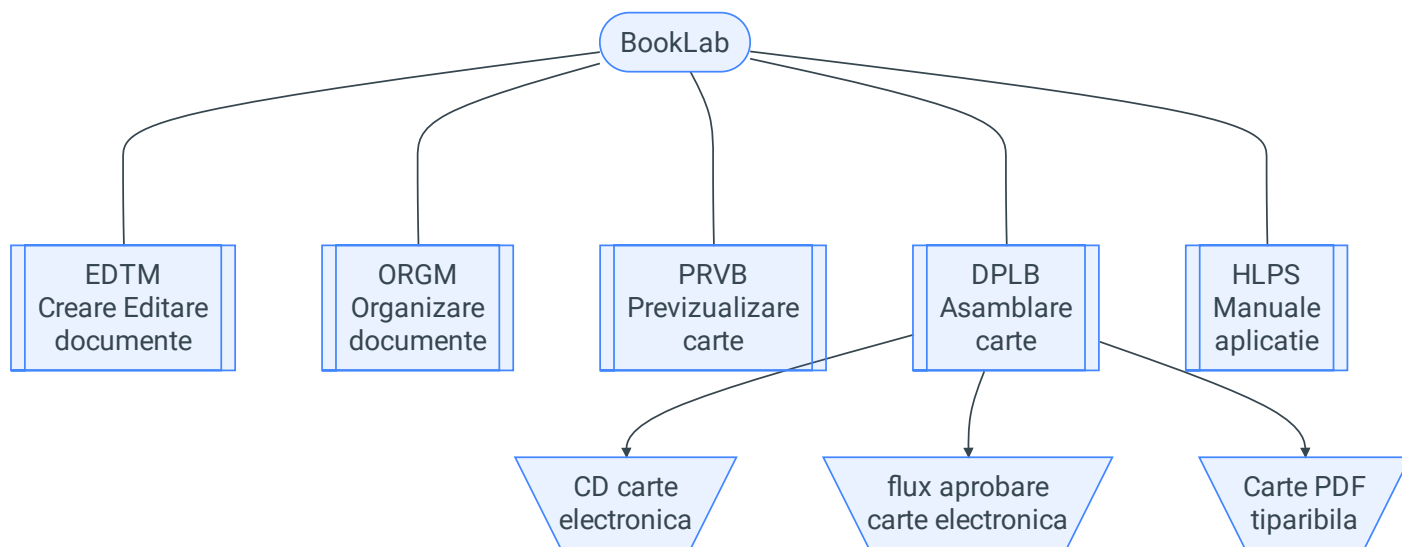 BookLab
EDTM
Creare Editare
documente
ORGM
Organizare
documente
PRVB
Previzualizare
carte
DPLB
Asamblare
carte
HLPS
Manuale
aplicatie
CD carte
electronica
flux aprobare
carte electronica
Carte PDF
tiparibila